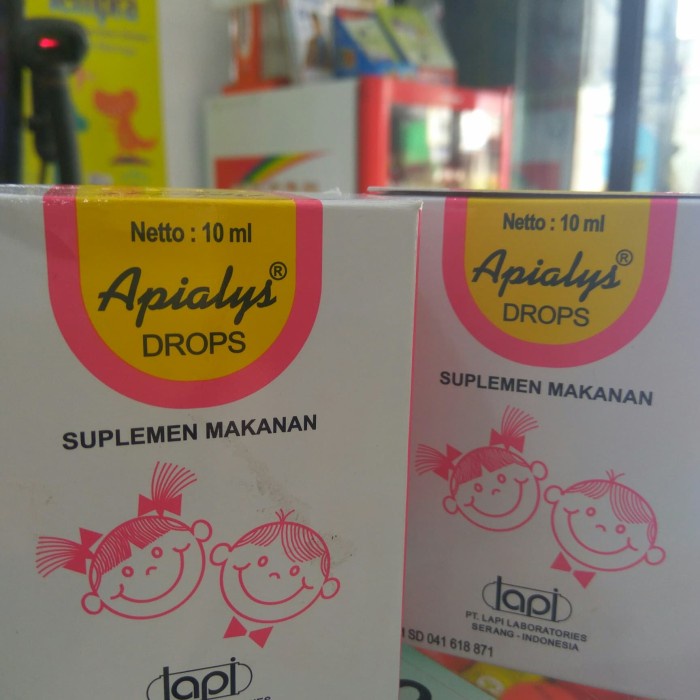 Netto : 10 ml
Apialys®
DROPS
SUPLEMEN MAKANAN
lapi
Netto : 10 ml
Apialys®
DROPS
SUPLEMEN MAKANAN
lapi
PT. LAPI LABORATORIES
SERANG - INDONESIA
SD 041 618 871